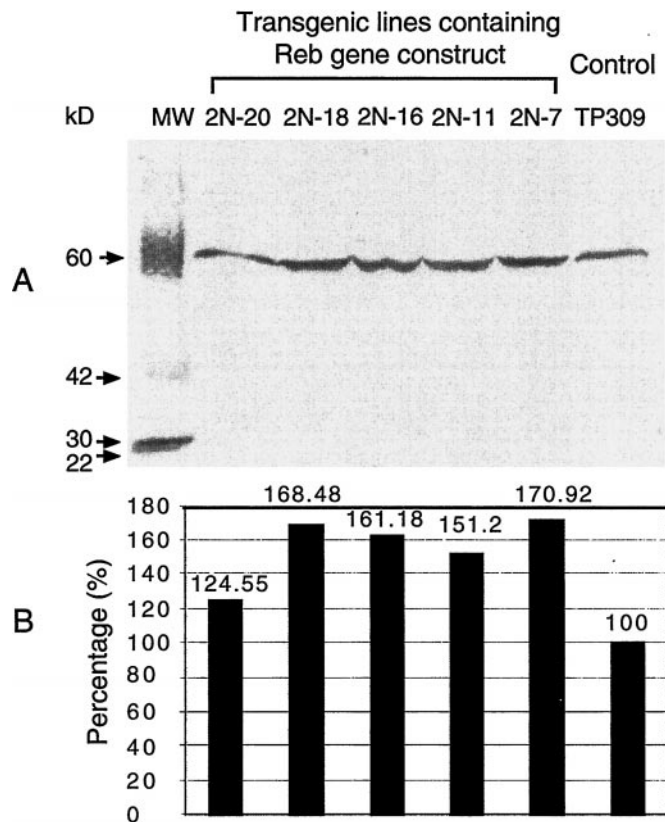 Transgenic lines containing
Reb gene construct
Control
kD MW 2N-20 2N-18 2N-16 2N-11 2N-7 TP309
60
A
42
30
22
B
Percentage (%)
180
160
140
120
100
80
60
40
20
0
124.55
168.48
161.18
151.2
170.92
100